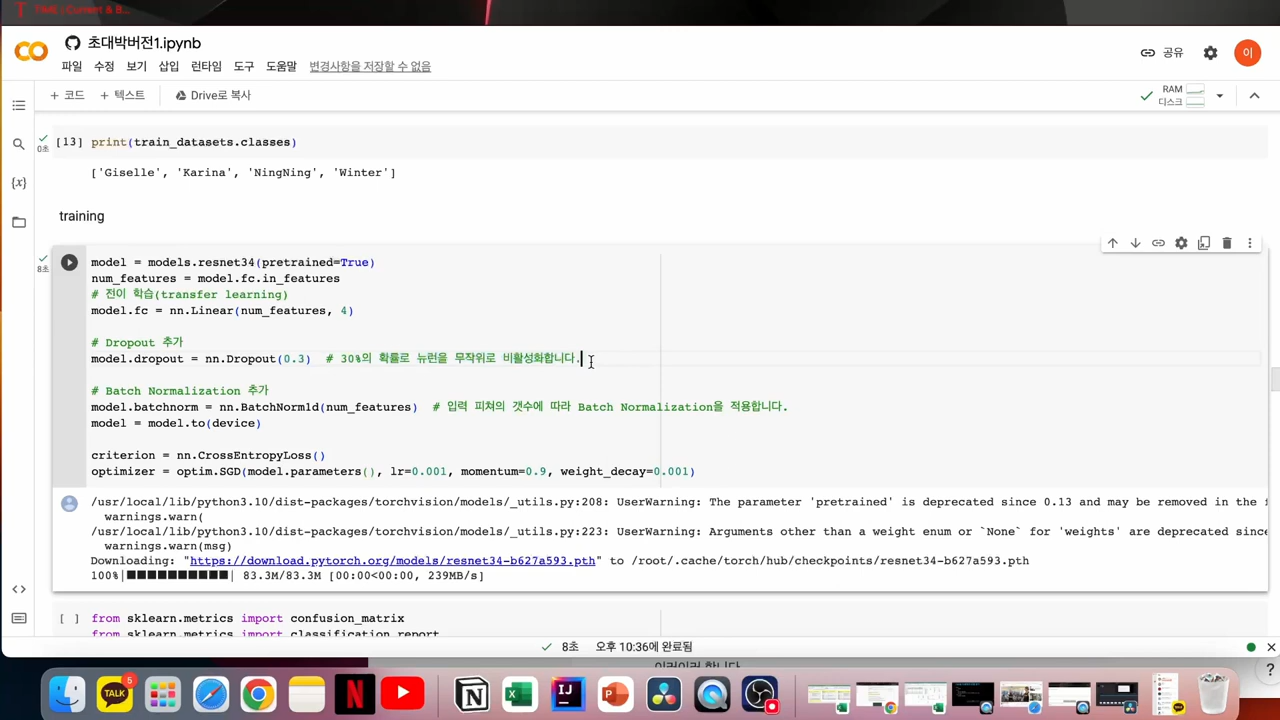 초대박버전1.ipynb
파일 수정 보기 삽입 런타임 도구 도움말 변경사항을 저장할 수 없음
공유
이
+ 코드 + 텍스트 Drive로 복사
RAM
디스크
[13] print(train_datasets.classes)
0초
['Giselle', 'Karina', 'NingNing', 'Winter']
training
8초
model = models.resnet34(pretrained=True)
num_features = model.fc.in_features
# 전이 학습(transfer learning)
model.fc = nn.Linear(num_features, 4)
# Dropout 추가
model.dropout = nn.Dropout(0.3) # 30%의 확률로 뉴런을 무작위로 비활성화합니다.
# Batch Normalization 추가
model.batchnorm = nn.BatchNorm1d(num_features) # 입력 피쳐의 갯수에 따라 Batch Normalization을 적용합니다.
model = model.to(device)
criterion = nn.CrossEntropyLoss()
optimizer = optim.SGD(model.parameters(), lr=0.001, momentum=0.9, weight_decay=0.001)
/usr/local/lib/python3.10/dist-packages/torchvision/models/_utils.py:208: UserWarning: The parameter 'pretrained' is deprecated since 0.13 and may be removed in the f
warnings.warn(
/usr/local/lib/python3.10/dist-packages/torchvision/models/_utils.py:223: UserWarning: Arguments other than a weight enum or `None` for 'weights' are deprecated since
warnings.warn(msg)
Downloading: "https://download.pytorch.org/models/resnet34-b627a593.pth" to /root/.cache/torch/hub/checkpoints/resnet34-b627a593.pth
100%|██████████| 83.3M/83.3M [00:00<00:00, 239MB/s]
[ ] from sklearn.metrics import confusion_matrix
from sklearn.metrics import classification_report
8초 오후 10:36에 완료됨
TALK
5
N